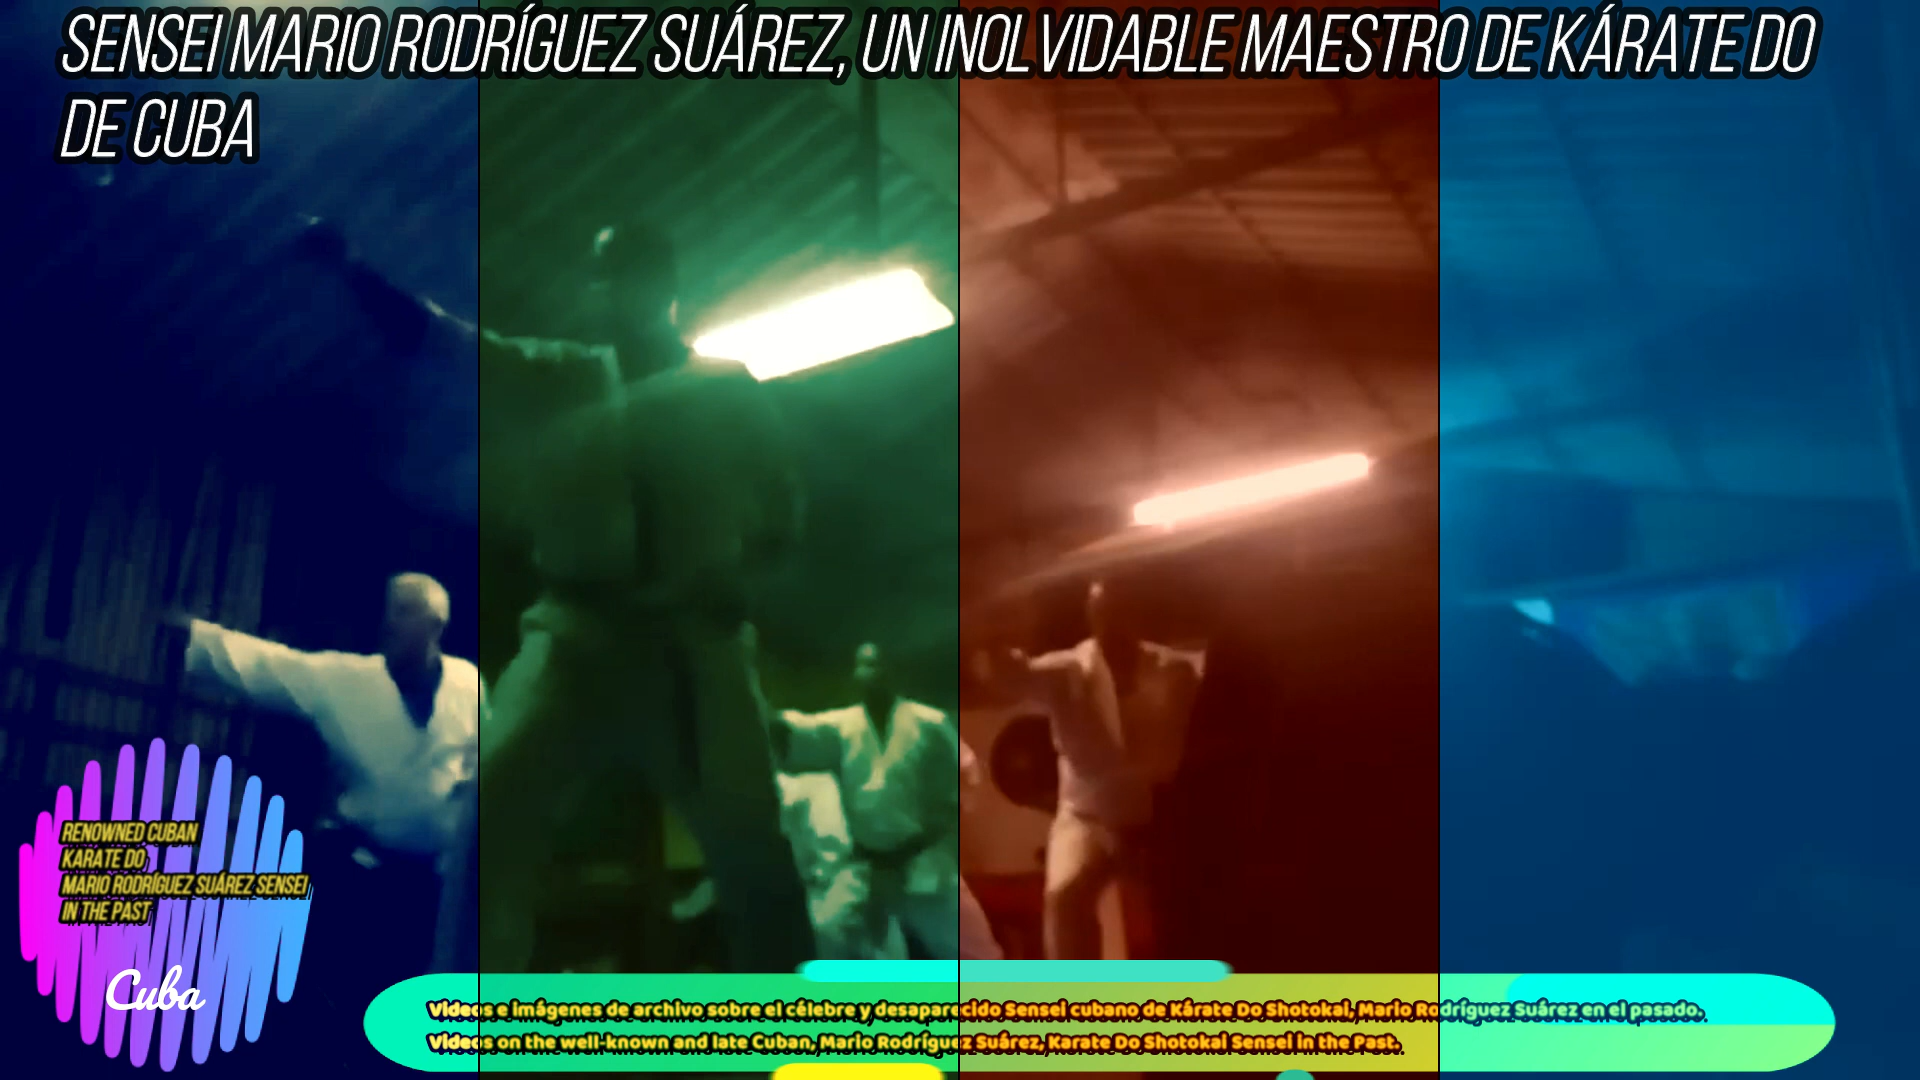 SENSEI MARIO RODRÍGUEZ SUÁREZ, UN INOLVIDABLE MAESTRO DE KÁRATE DO
DE CUBA
RENOWNED CUBAN
KARATE DO
MARIO RODRÍGUEZ SUÁREZ SENSEI
IN THE PAST
Cuba
Videos e imágenes de archivo sobre el célebre y desaparecido Sensei cubano de Kárate Do Shotokai, Mario Rodríguez Suárez en el pasado.
Videos on the well-known and late Cuban, Mario Rodríguez Suárez, Karate Do Shotokai Sensei in the Past.